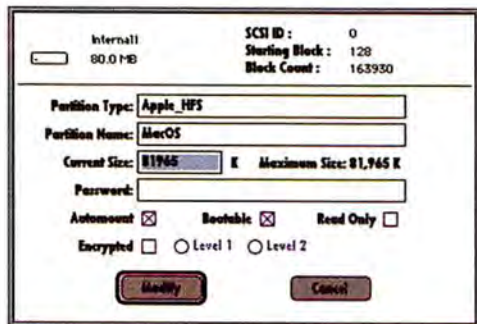 Internal1
80.0 MB
SCSI ID : 0
Starting Block : 128
Block Count : 163930
Partition Type: Apple_HFS
Partition Name: MacOS
Current Size: 81965 K Maximum Size: 81,965 K
Password:
Automount Bootable Read Only
Encrypted Level 1 Level 2
Modify Cancel